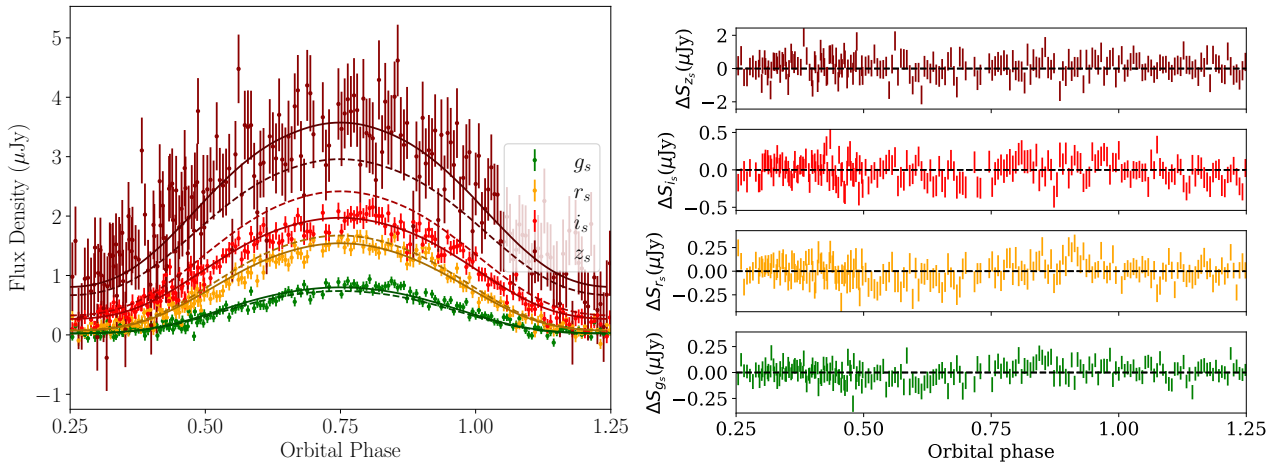 5
4
3
2
1
0
−1
Flux Density (μJy)
g_s
r_s
i_s
z_s
0.25 0.50 0.75 1.00 1.25
Orbital Phase
2
0
−2
ΔS_{z_s}(μJy)
0.5
0.0
−0.5
ΔS_{i_s}(μJy)
0.25
0.00
−0.25
ΔS_{r_s}(μJy)
0.25
0.00
−0.25
ΔS_{g_s}(μJy)
0.25 0.50 0.75 1.00 1.25
Orbital phase